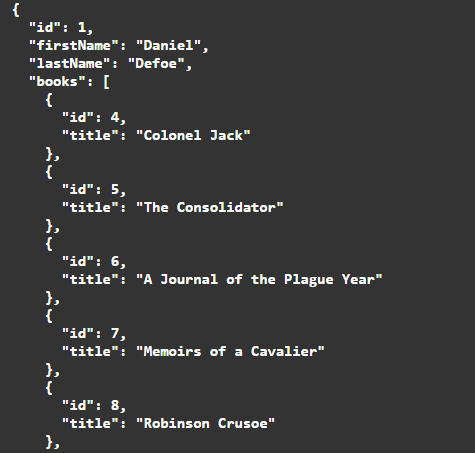 {
  "id": 1,
  "firstName": "Daniel",
  "lastName": "Defoe",
  "books": [
    {
      "id": 4,
      "title": "Colonel Jack"
    },
    {
      "id": 5,
      "title": "The Consolidator"
    },
    {
      "id": 6,
      "title": "A Journal of the Plague Year"
    },
    {
      "id": 7,
      "title": "Memoirs of a Cavalier"
    },
    {
      "id": 8,
      "title": "Robinson Crusoe"
    },